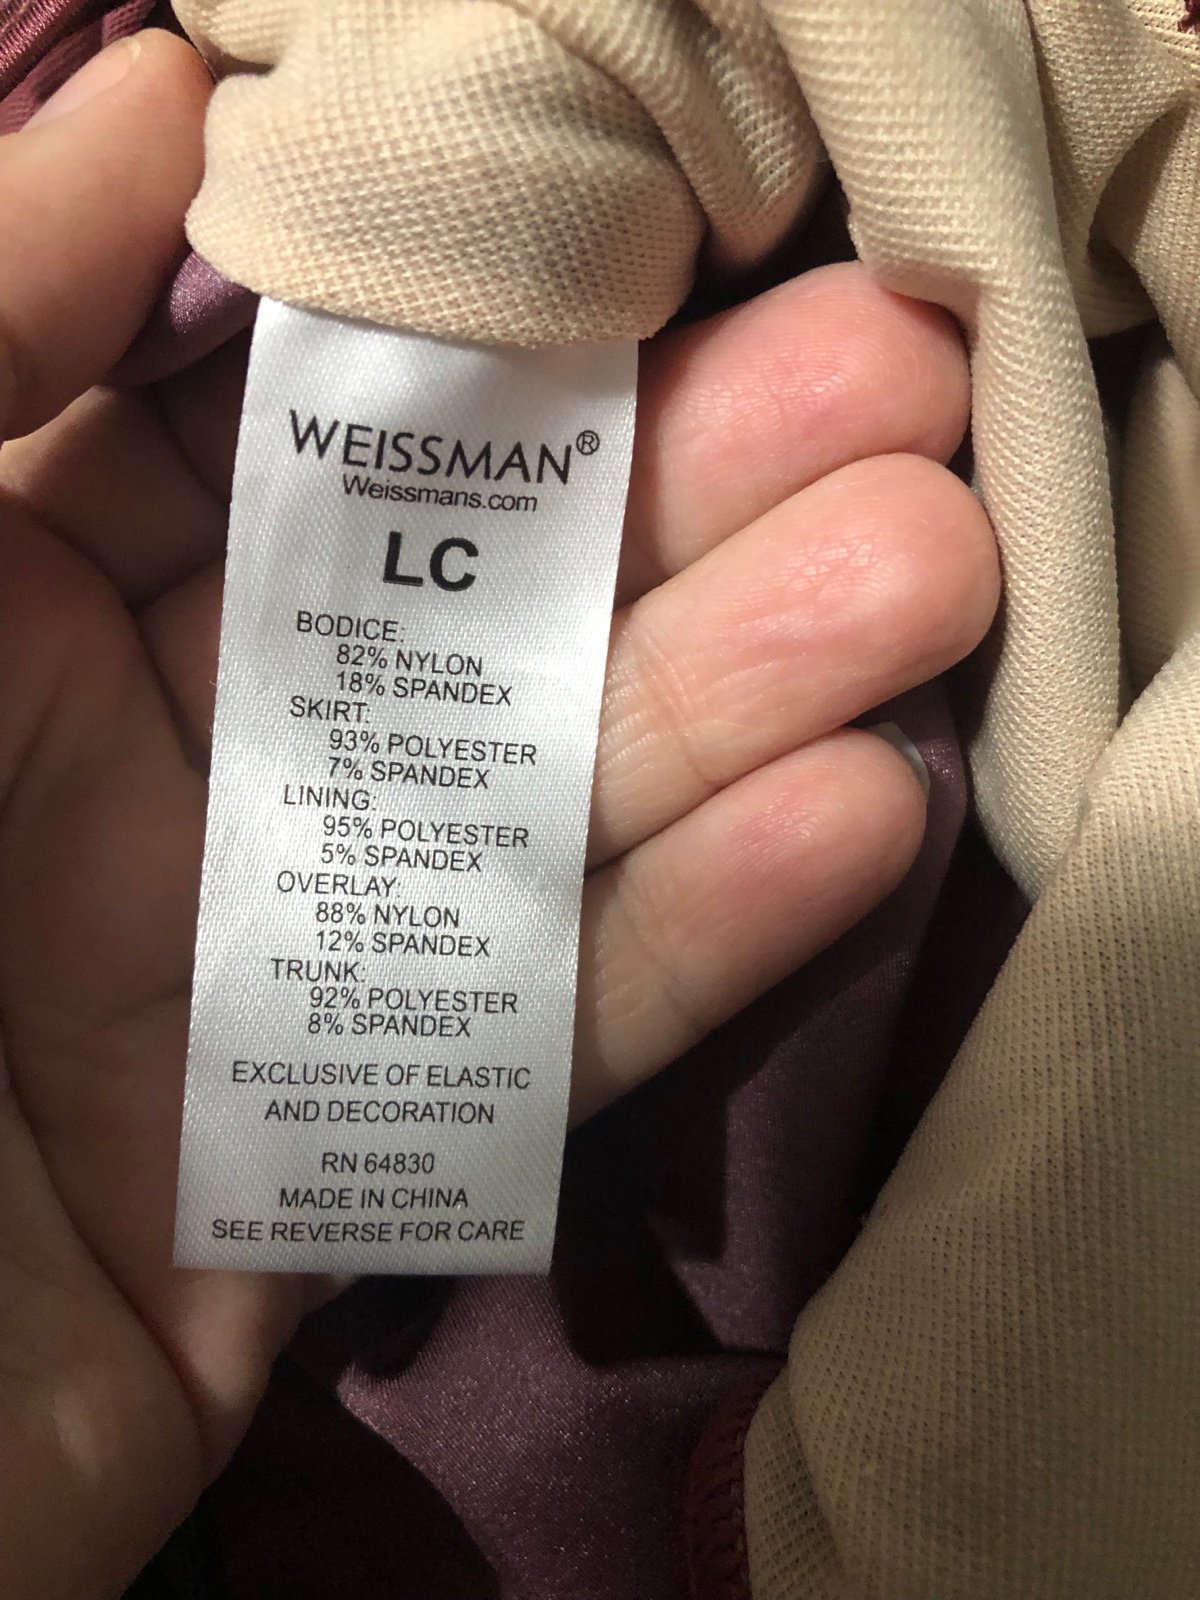 WEISSMAN®
Weissmans.com
LC
BODICE:
82% NYLON
18% SPANDEX
SKIRT:
93% POLYESTER
7% SPANDEX
LINING:
95% POLYESTER
5% SPANDEX
OVERLAY:
88% NYLON
12% SPANDEX
TRUNK:
92% POLYESTER
8% SPANDEX
EXCLUSIVE OF ELASTIC
AND DECORATION
RN 64830
MADE IN CHINA
SEE REVERSE FOR CARE